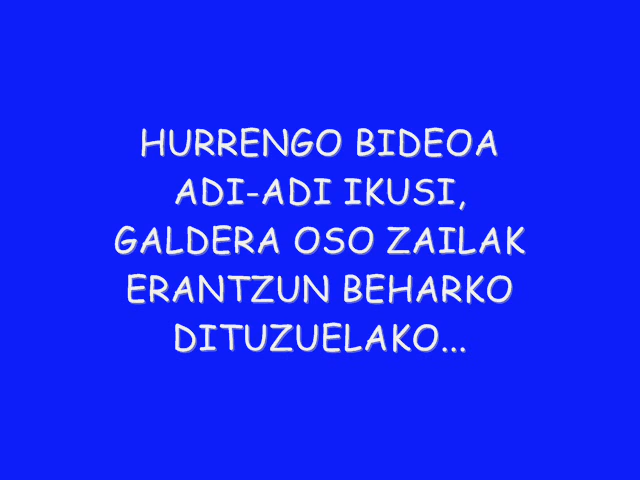 HURRENGO BIDEOA
ADI-ADI IKUSI,
GALDERA OSO ZAILAK
ERANTZUN BEHARKO
DITUZUELAKO...